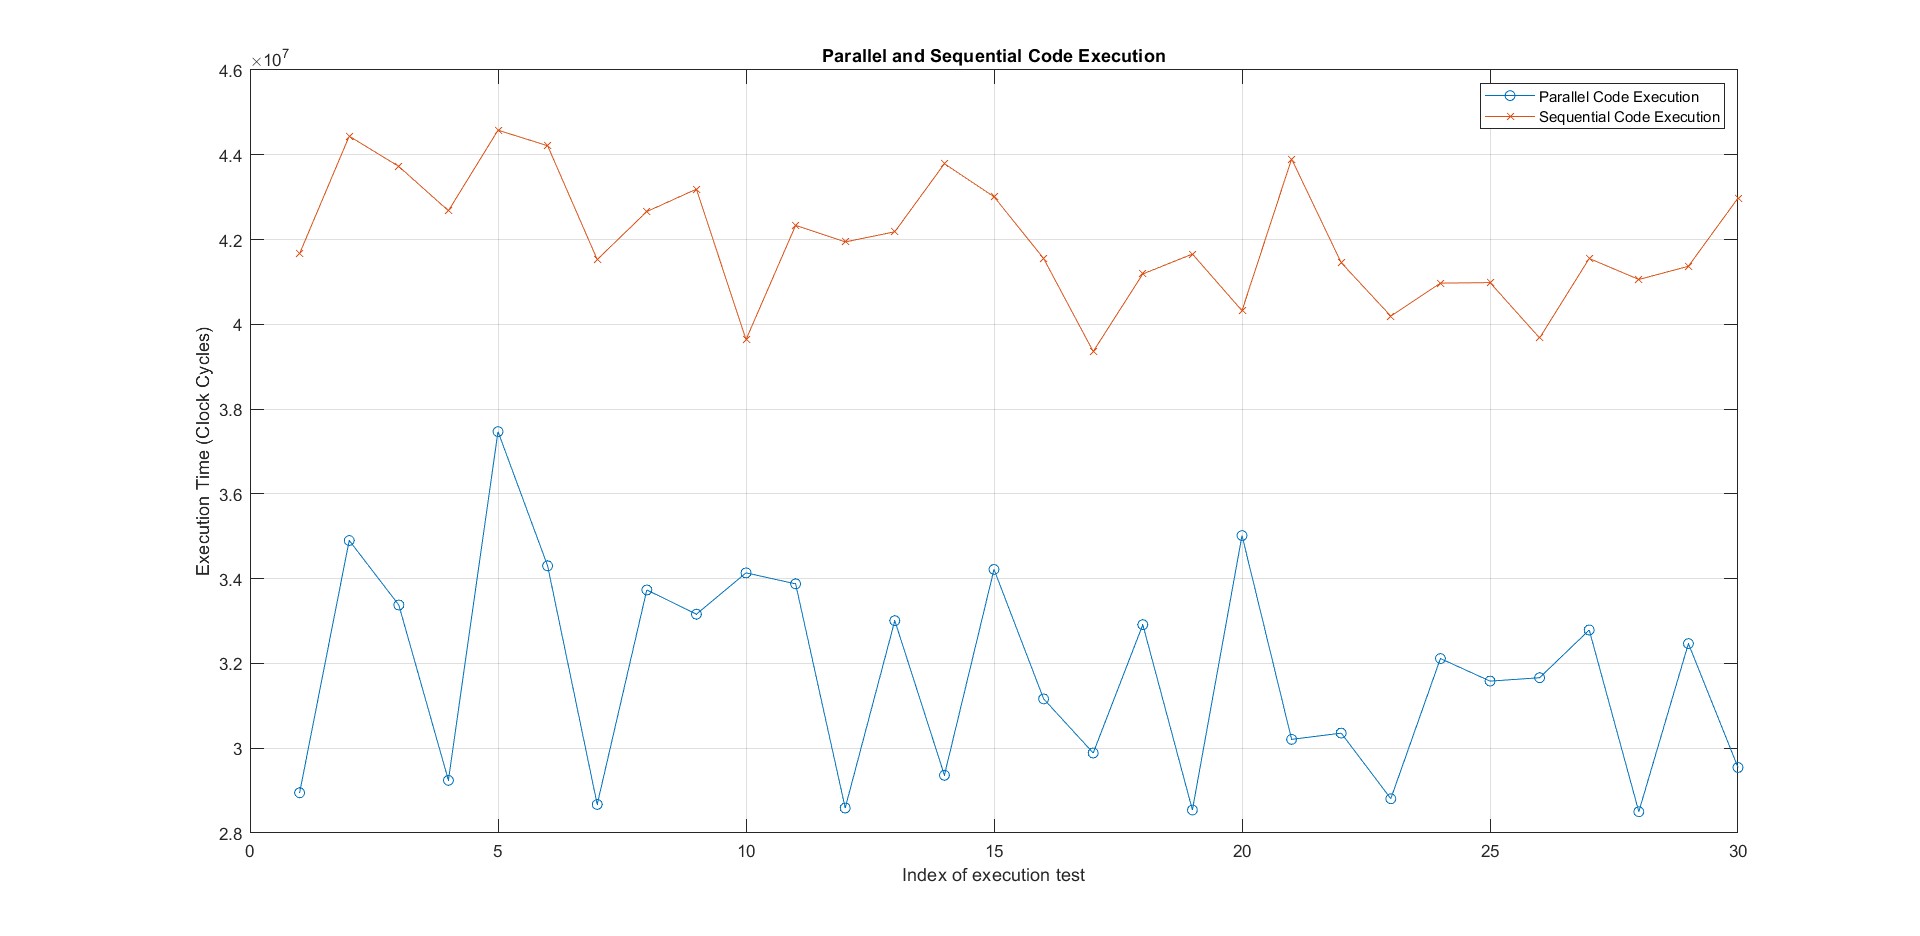 Parallel and Sequential Code Execution
×10^7
Parallel Code Execution
Sequential Code Execution
4.6
4.4
4.2
4
3.8
3.6
3.4
3.2
3
2.8
Execution Time (Clock Cycles)
0 5 10 15 20 25 30
Index of execution test